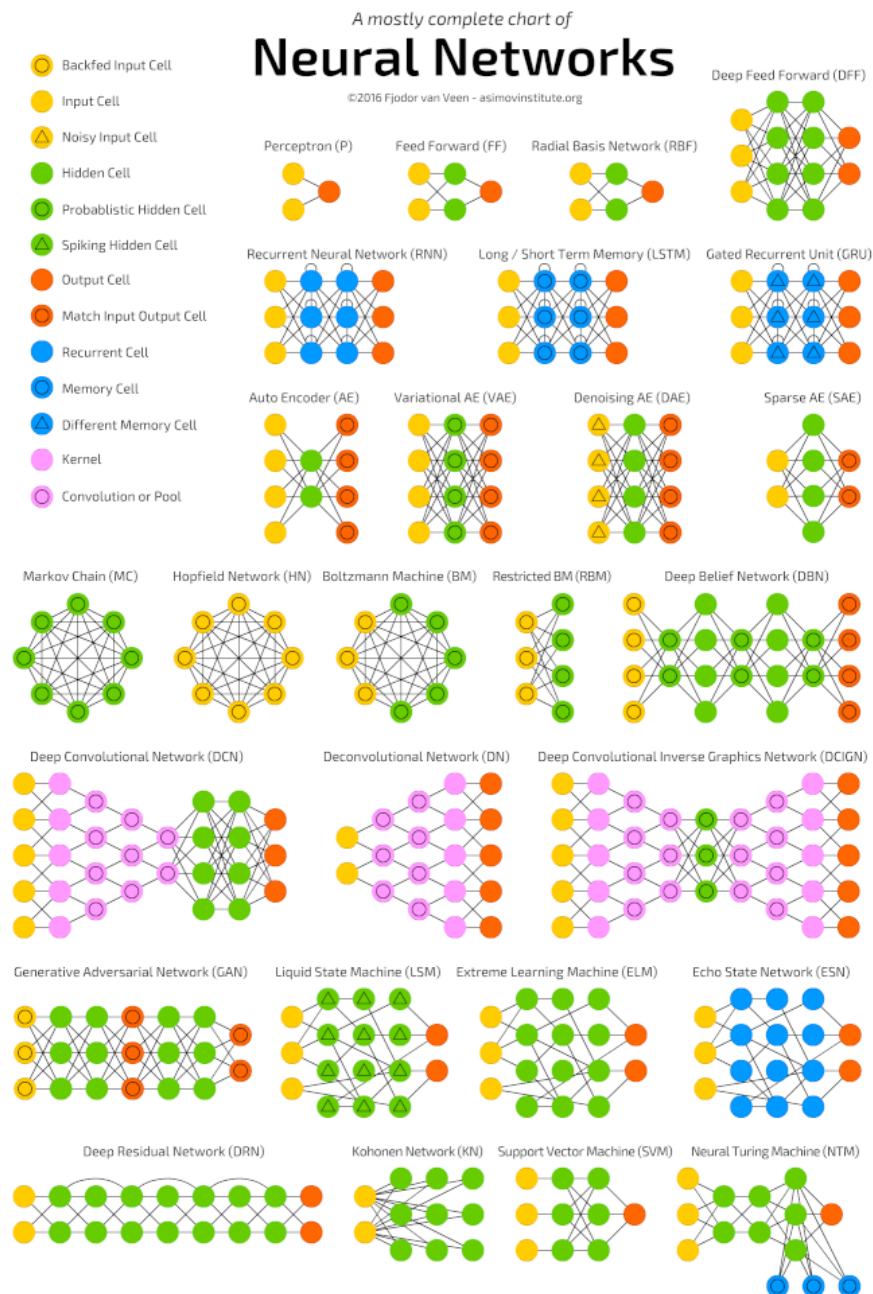 A mostly complete chart of
Neural Networks
©2016 Fjodor van Veen - asimovinstitute.org
Backfed Input Cell
Input Cell
Noisy Input Cell
Hidden Cell
Probablistic Hidden Cell
Spiking Hidden Cell
Output Cell
Match Input Output Cell
Recurrent Cell
Memory Cell
Different Memory Cell
Kernel
Convolution or Pool
Perceptron (P)
Feed Forward (FF)
Radial Basis Network (RBF)
Deep Feed Forward (DFF)
Recurrent Neural Network (RNN)
Long / Short Term Memory (LSTM)
Gated Recurrent Unit (GRU)
Auto Encoder (AE)
Variational AE (VAE)
Denoising AE (DAE)
Sparse AE (SAE)
Markov Chain (MC)
Hopfield Network (HN)
Boltzmann Machine (BM)
Restricted BM (RBM)
Deep Belief Network (DBN)
Deep Convolutional Network (DCN)
Deconvolutional Network (DN)
Deep Convolutional Inverse Graphics Network (DCIGN)
Generative Adversarial Network (GAN)
Liquid State Machine (LSM)
Extreme Learning Machine (ELM)
Echo State Network (ESN)
Deep Residual Network (DRN)
Kohonen Network (KN)
Support Vector Machine (SVM)
Neural Turing Machine (NTM)